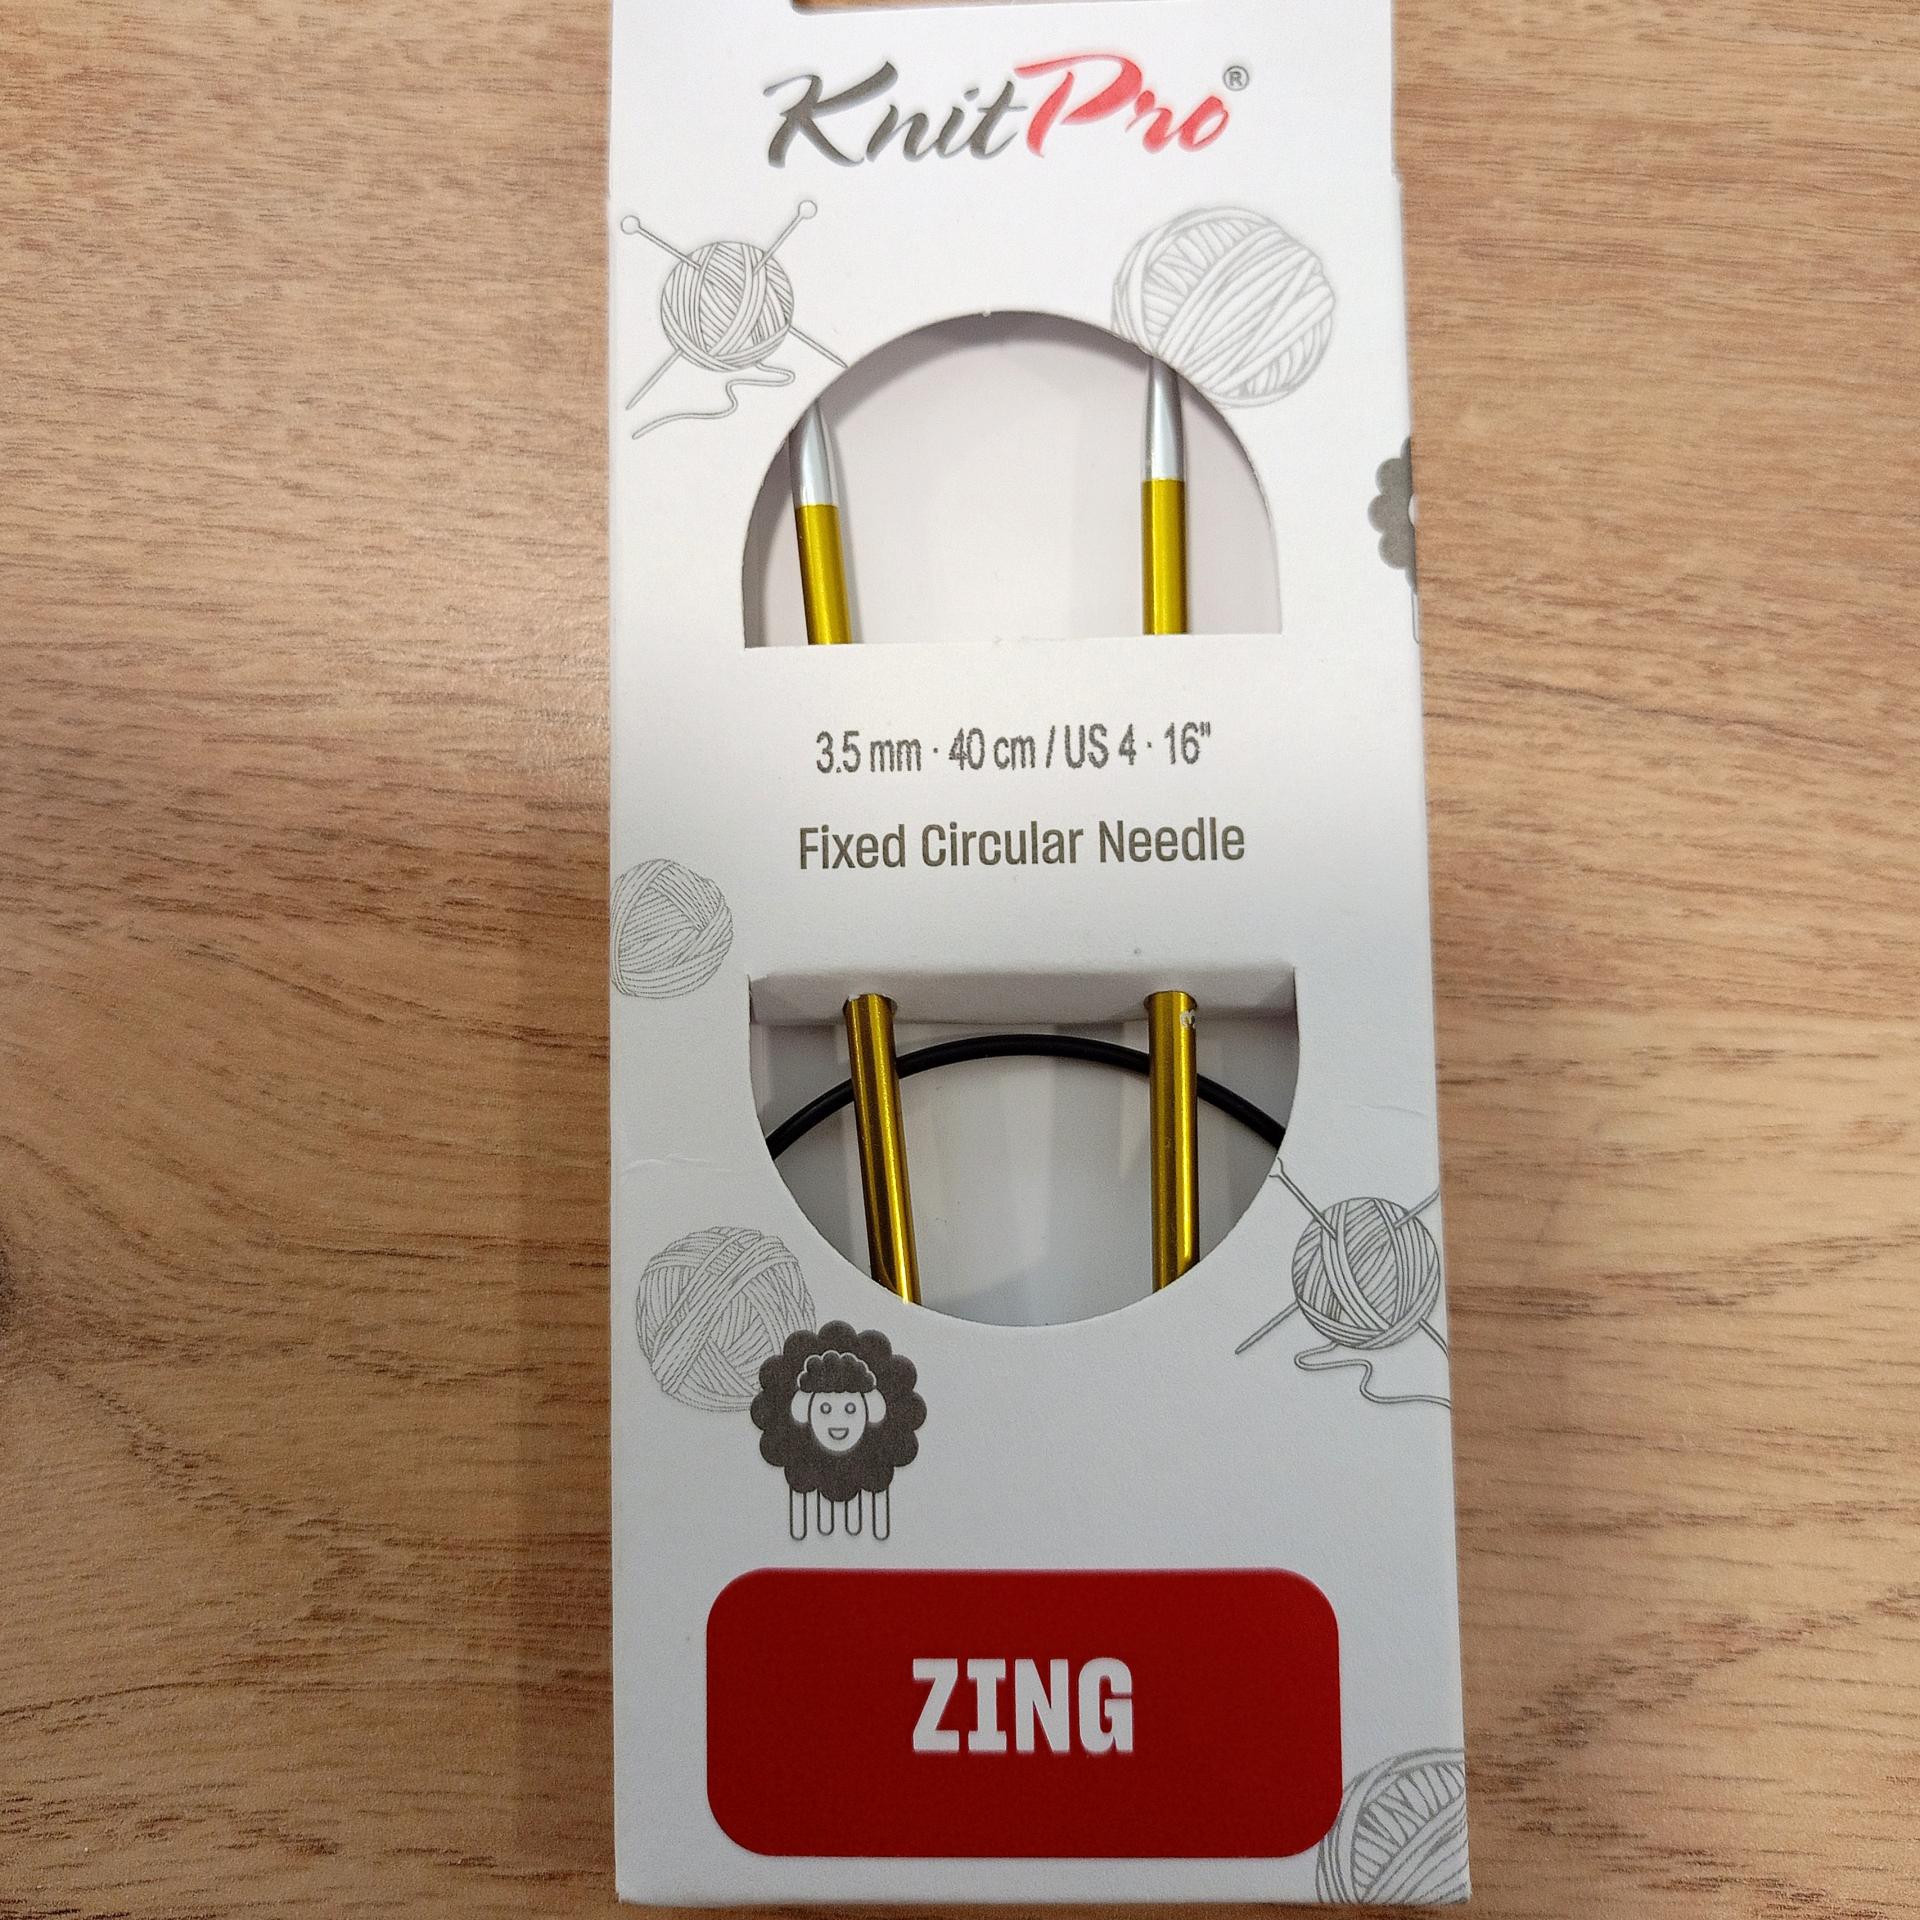 KnitPro®
3.5 mm · 40 cm / US 4 · 16"
Fixed Circular Needle
ZING